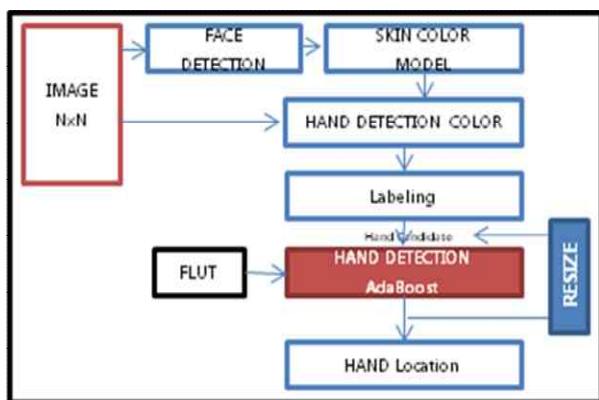 FACE
DETECTION
SKIN COLOR
MODEL
IMAGE
N×N
HAND DETECTION COLOR
Labeling
Hand Candidate
HAND DETECTION
AdaBoost
FLUT
RESIZE
HAND Location